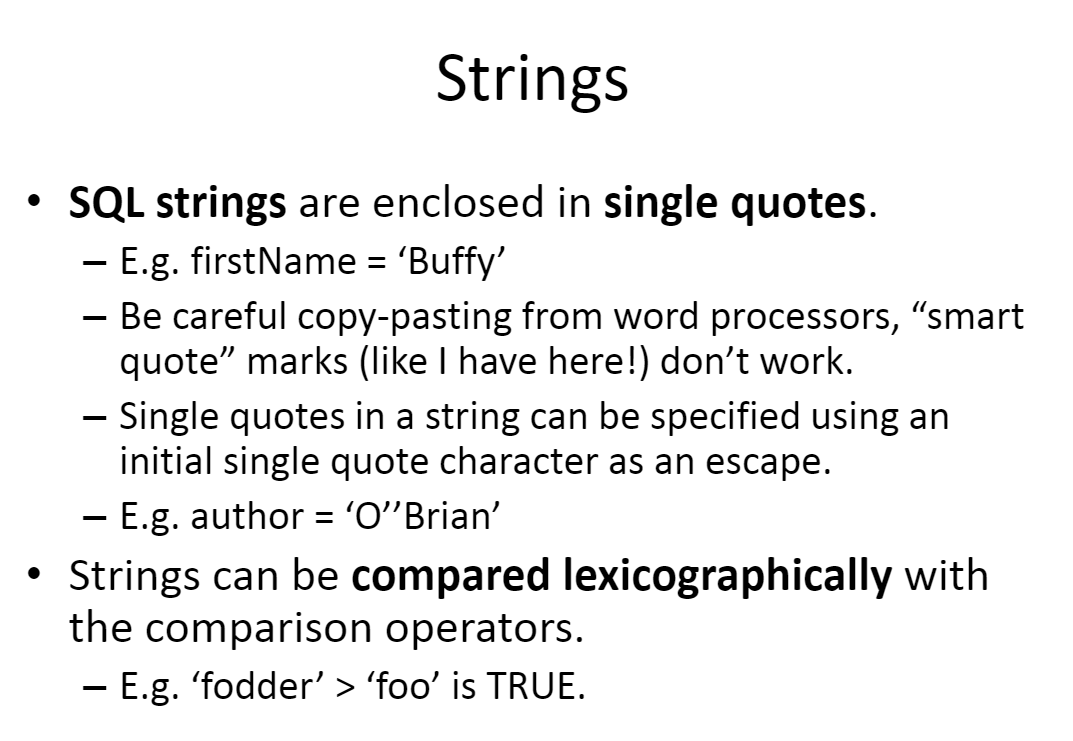 Strings
• SQL strings are enclosed in single quotes.
– E.g. firstName = ‘Buffy’
– Be careful copy-pasting from word processors, “smart
quote” marks (like I have here!) don’t work.
– Single quotes in a string can be specified using an
initial single quote character as an escape.
– E.g. author = ‘O’’Brian’
• Strings can be compared lexicographically with
the comparison operators.
– E.g. ‘fodder’ > ‘foo’ is TRUE.